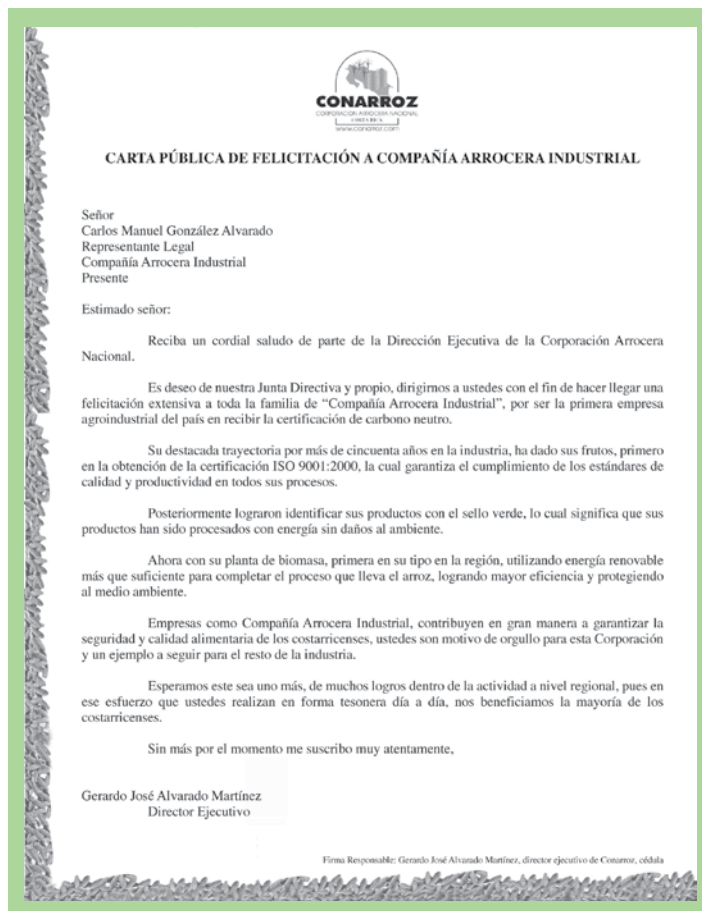 CONARROZ
CORPORACIÓN ARROCERA NACIONAL
COSTA RICA
www.conarroz.com
CARTA PÚBLICA DE FELICITACIÓN A COMPAÑÍA ARROCERA INDUSTRIAL
Señor
Carlos Manuel González Alvarado
Representante Legal
Compañía Arrocera Industrial
Presente
Estimado señor:
Reciba un cordial saludo de parte de la Dirección Ejecutiva de la Corporación Arrocera
Nacional.
Es deseo de nuestra Junta Directiva y propio, dirigirnos a ustedes con el fin de hacer llegar una
felicitación extensiva a toda la familia de “Compañía Arrocera Industrial”, por ser la primera empresa
agroindustrial del país en recibir la certificación de carbono neutro.
Su destacada trayectoria por más de cincuenta años en la industria, ha dado sus frutos, primero
en la obtención de la certificación ISO 9001:2000, la cual garantiza el cumplimiento de los estándares de
calidad y productividad en todos sus procesos.
Posteriormente lograron identificar sus productos con el sello verde, lo cual significa que sus
productos han sido procesados con energía sin daños al ambiente.
Ahora con su planta de biomasa, primera en su tipo en la región, utilizando energía renovable
más que suficiente para completar el proceso que lleva el arroz, logrando mayor eficiencia y protegiendo
al medio ambiente.
Empresas como Compañía Arrocera Industrial, contribuyen en gran manera a garantizar la
seguridad y calidad alimentaria de los costarricenses, ustedes son motivo de orgullo para esta Corporación
y un ejemplo a seguir para el resto de la industria.
Esperamos este sea uno más, de muchos logros dentro de la actividad a nivel regional, pues en
ese esfuerzo que ustedes realizan en forma tesonera día a día, nos beneficiamos la mayoría de los
costarricenses.
Sin más por el momento me suscribo muy atentamente,
Gerardo José Alvarado Martínez
Director Ejecutivo
Firma Responsable: Gerardo José Alvarado Martínez, director ejecutivo de Conarroz, cédula